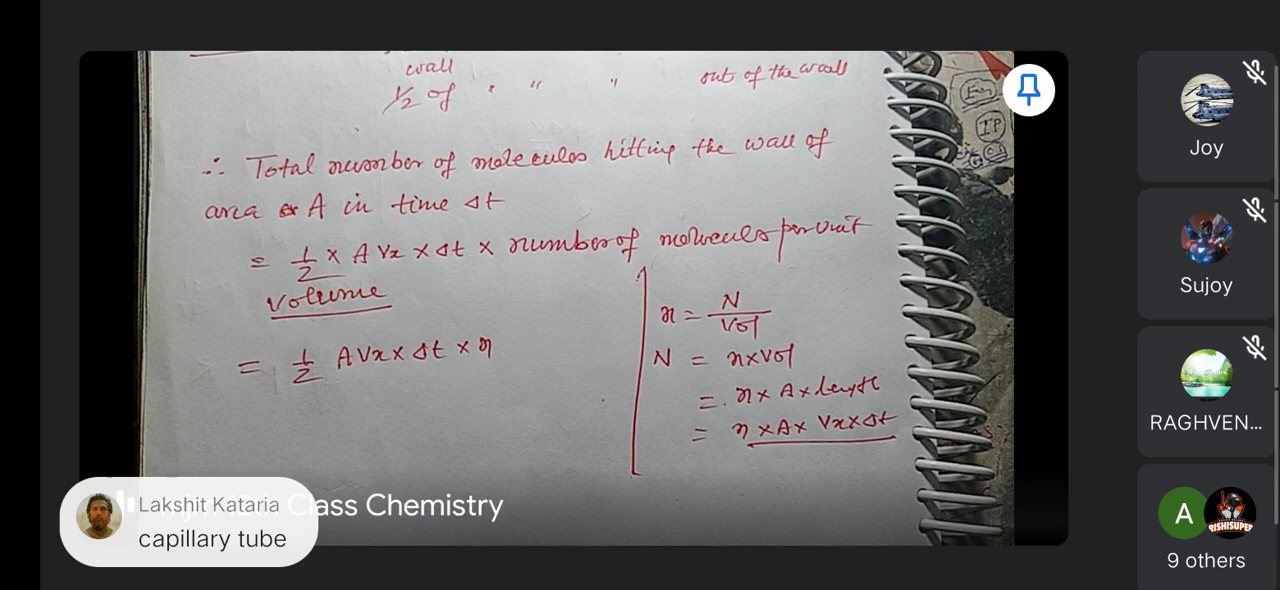 wall
1/2 of " " " out of the wall
∴ Total number of molecules hitting the wall of
area A in time Δt
= 1/2 × A Vx × Δt × number of molecules per unit
volume
= 1/2 A Vx × Δt × n
n = N/Vol
N = n×Vol
= n × A × length
= n × A × Vx × Δt
Class Chemistry
Lakshit Kataria
capillary tube
Joy
Sujoy
RAGHVEN...
A
RISHISUPER
9 others